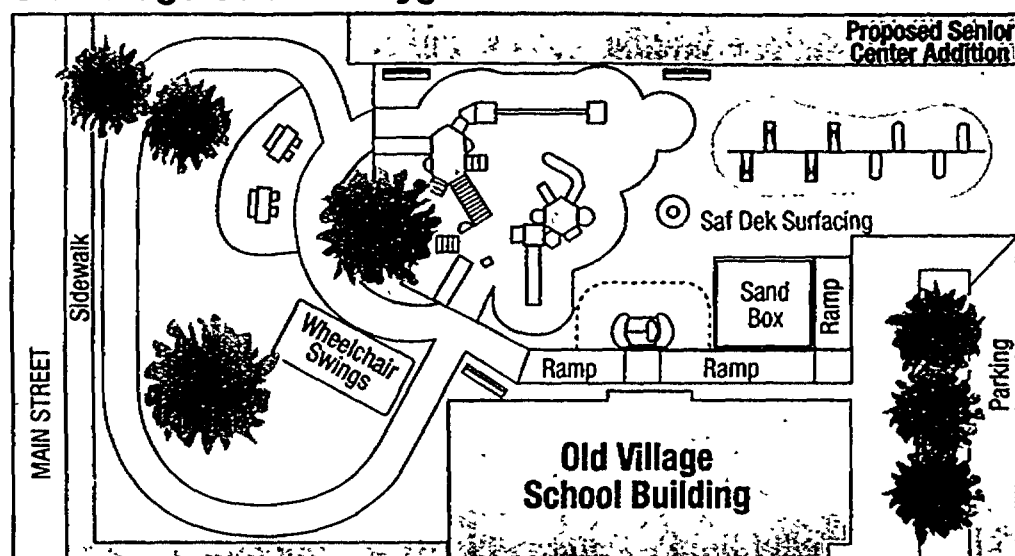 Proposed Senior
Center Addition
Saf Dek Surfacing
Sand
Box
Ramp
Sidewalk
Wheelchair
Swings
Ramp
Ramp
Parking
MAIN STREET
Old Village
School Building